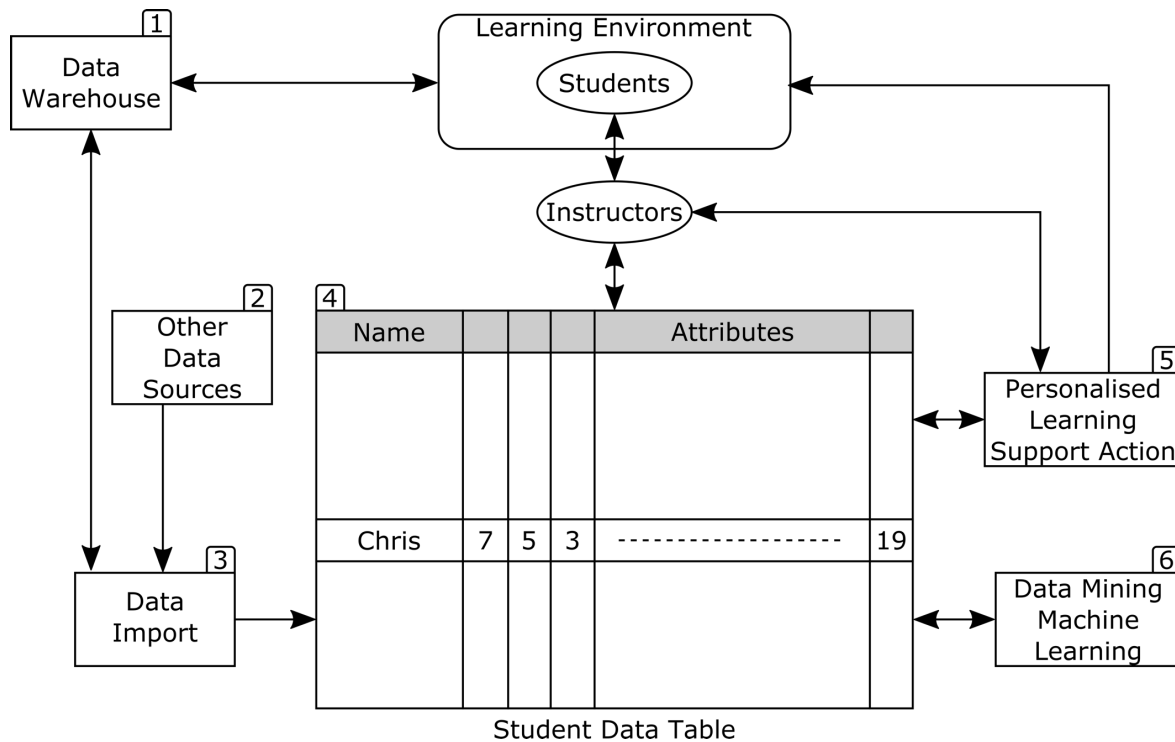 1
Data
Warehouse
Learning Environment
Students
Instructors
2
Other
Data
Sources
3
Data
Import
4
Name Attributes
Chris 7 5 3 ------------------- 19
Student Data Table
5
Personalised
Learning
Support Action
6
Data Mining
Machine
Learning